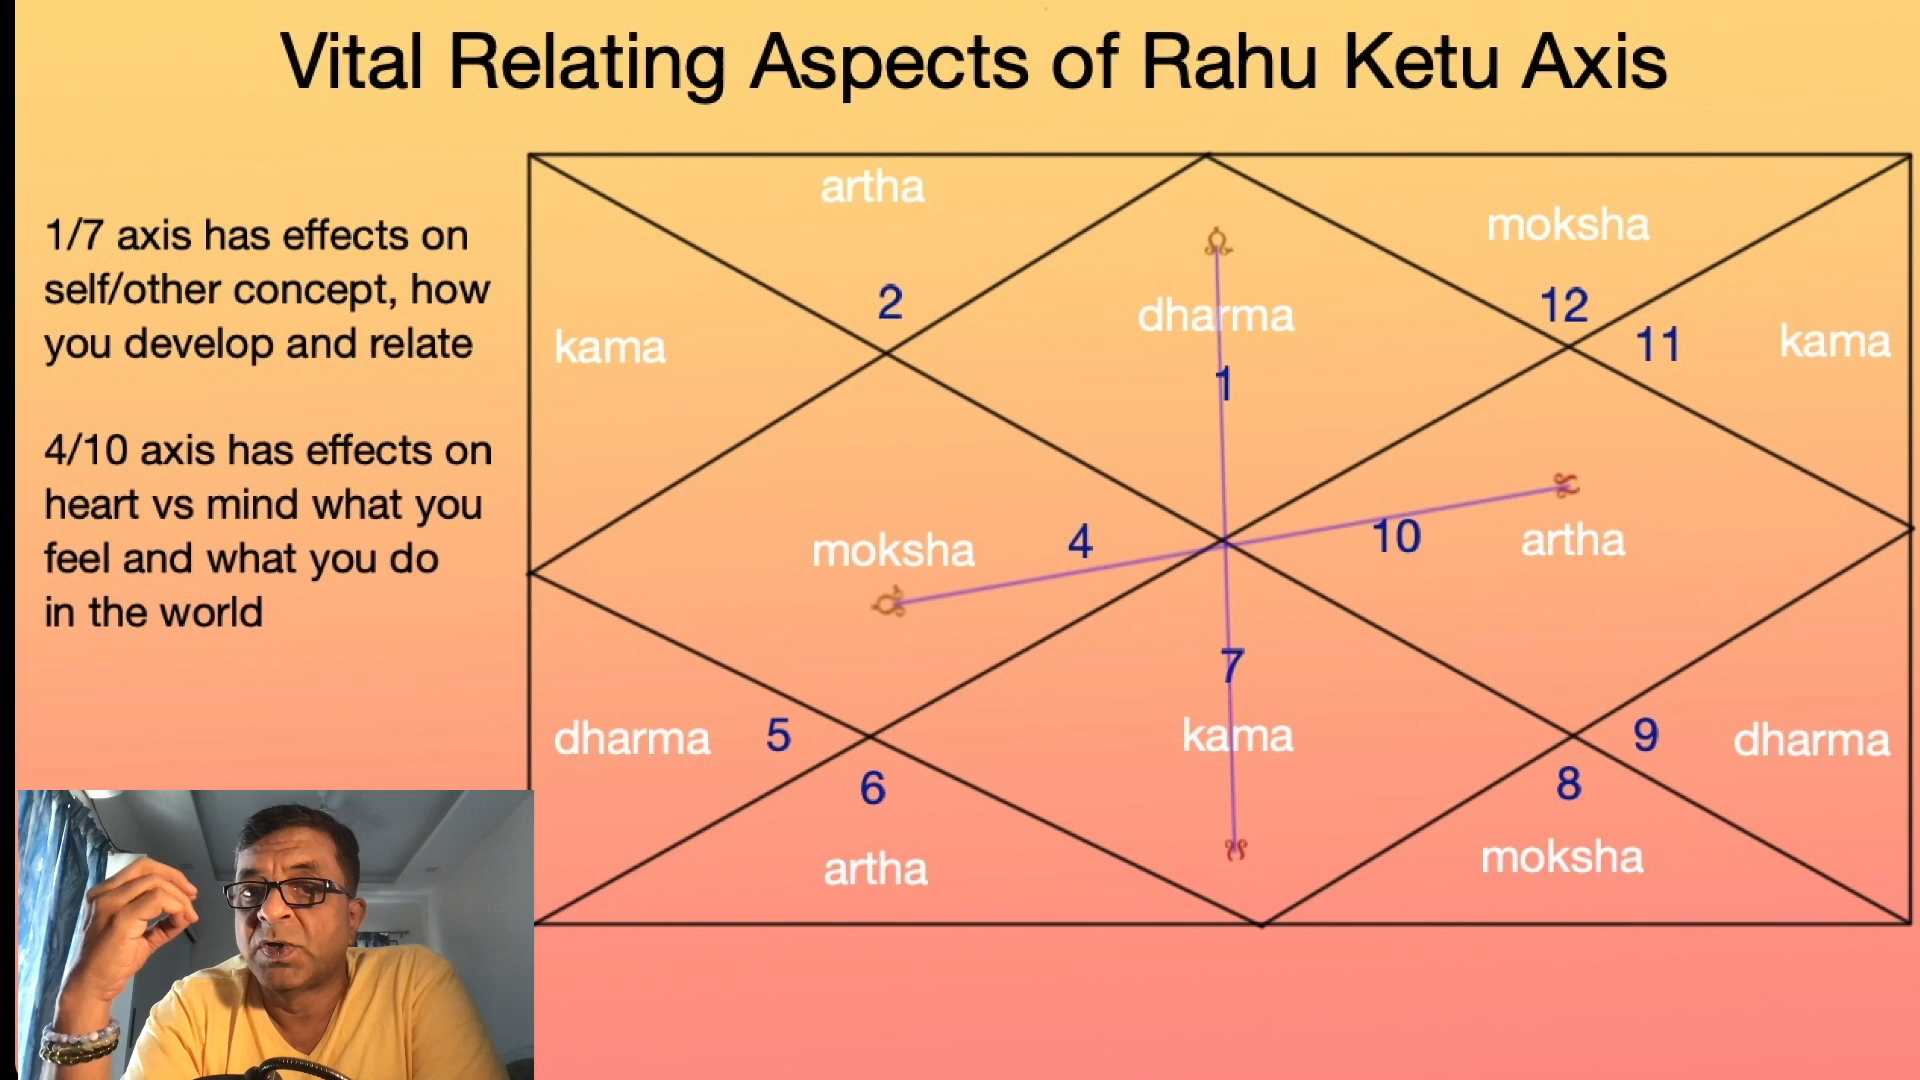 Vital Relating Aspects of Rahu Ketu Axis
1/7 axis has effects on
self/other concept, how
you develop and relate
4/10 axis has effects on
heart vs mind what you
feel and what you do
in the world
artha
moksha
2
dharma
12
kama
1
11
kama
moksha
4
10
artha
7
dharma
5
kama
9
dharma
6
8
artha
moksha